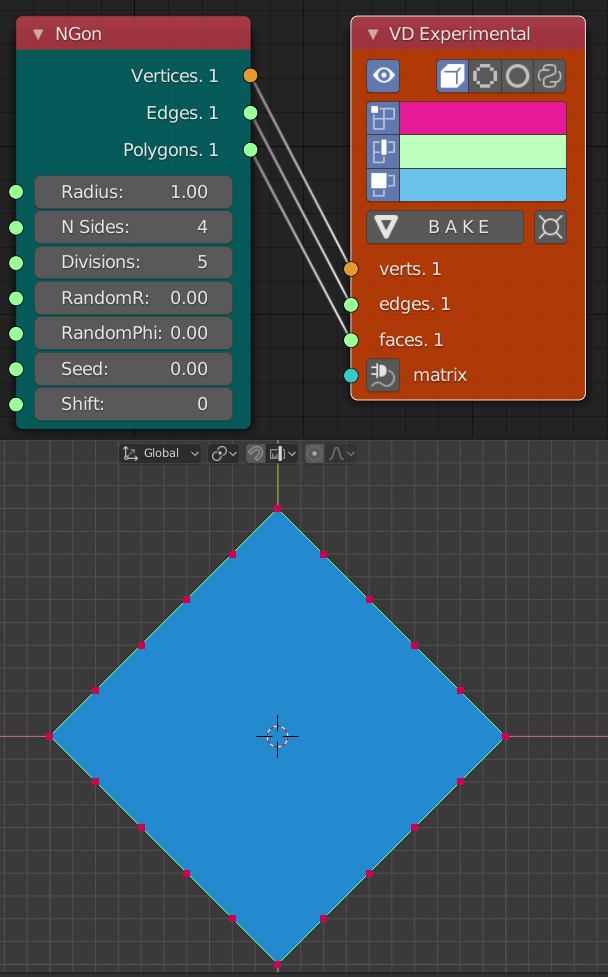 NGon
Vertices. 1
Edges. 1
Polygons. 1
Radius: 1.00
N Sides: 4
Divisions: 5
RandomR: 0.00
RandomPhi: 0.00
Seed: 0.00
Shift: 0
VD Experimental
B A K E
verts. 1
edges. 1
faces. 1
matrix
Global